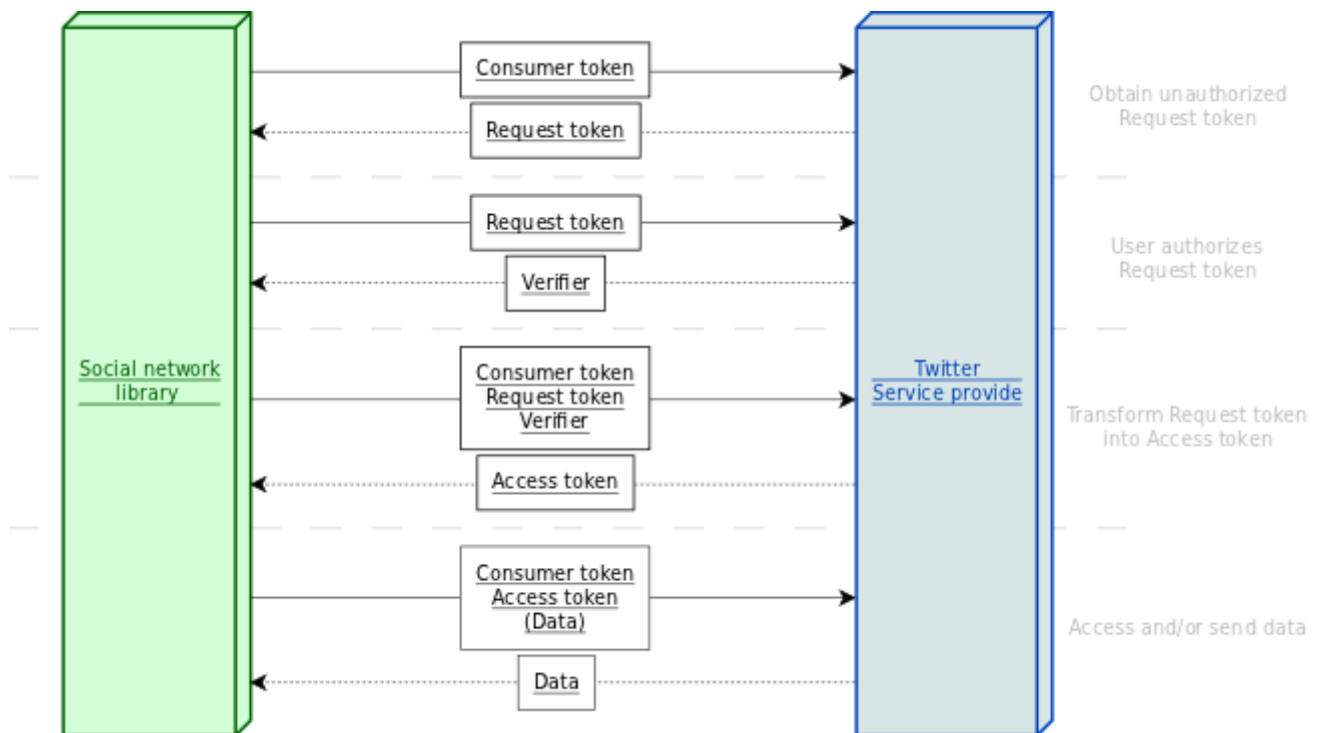 Consumer token
Obtain unauthorized
Request token
Request token
Request token
User authorizes
Request token
Verifier
Social network
library
Consumer token
Request token
Verifier
Twitter
Service provide
Transform Request token
into Access token
Access token
Consumer token
Access token
(Data)
Access and/or send data
Data